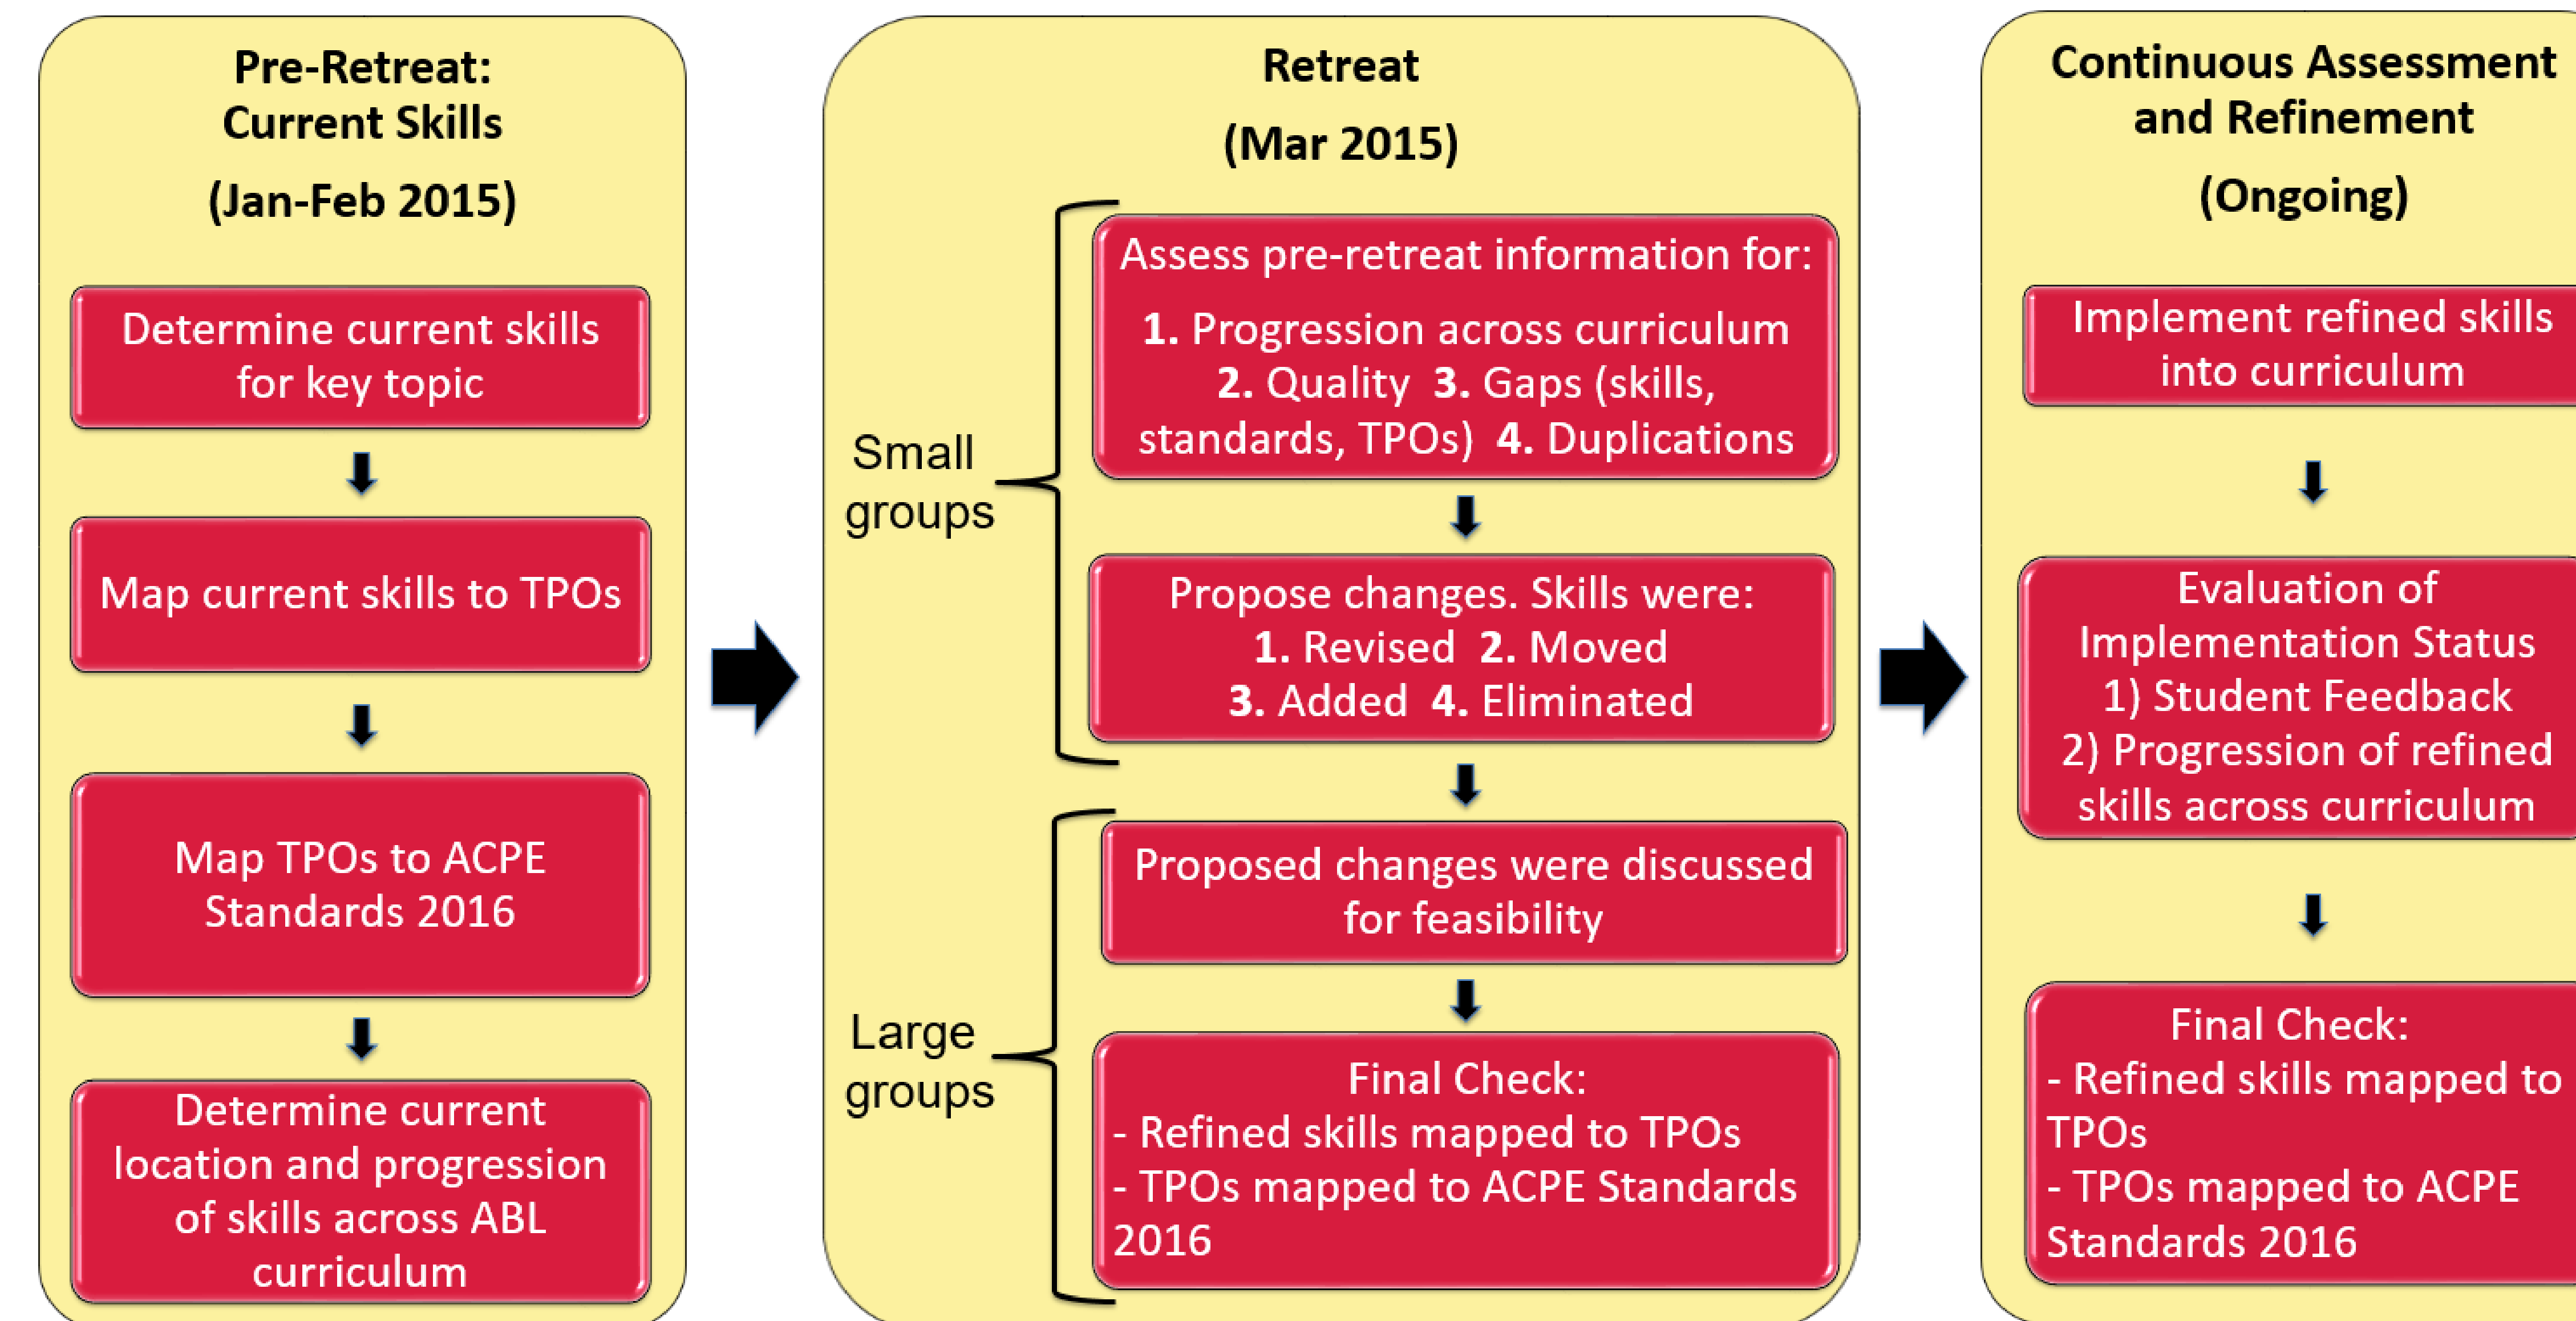 Pre-Retreat:
Current Skills
(Jan-Feb 2015)
Determine current skills
for key topic
Map current skills to TPOs
Map TPOs to ACPE
Standards 2016
Determine current
location and progression
of skills across ABL
curriculum
Retreat
(Mar 2015)
Small
groups
Assess pre-retreat information for:
1. Progression across curriculum
2. Quality 3. Gaps (skills,
standards, TPOs) 4. Duplications
Propose changes. Skills were:
1. Revised 2. Moved
3. Added 4. Eliminated
Large
groups
Proposed changes were discussed
for feasibility
Final Check:
- Refined skills mapped to TPOs
- TPOs mapped to ACPE Standards
2016
Continuous Assessment
and Refinement
(Ongoing)
Implement refined skills
into curriculum
Evaluation of
Implementation Status
1) Student Feedback
2) Progression of refined
skills across curriculum
Final Check:
- Refined skills mapped to
TPOs
- TPOs mapped to ACPE
Standards 2016